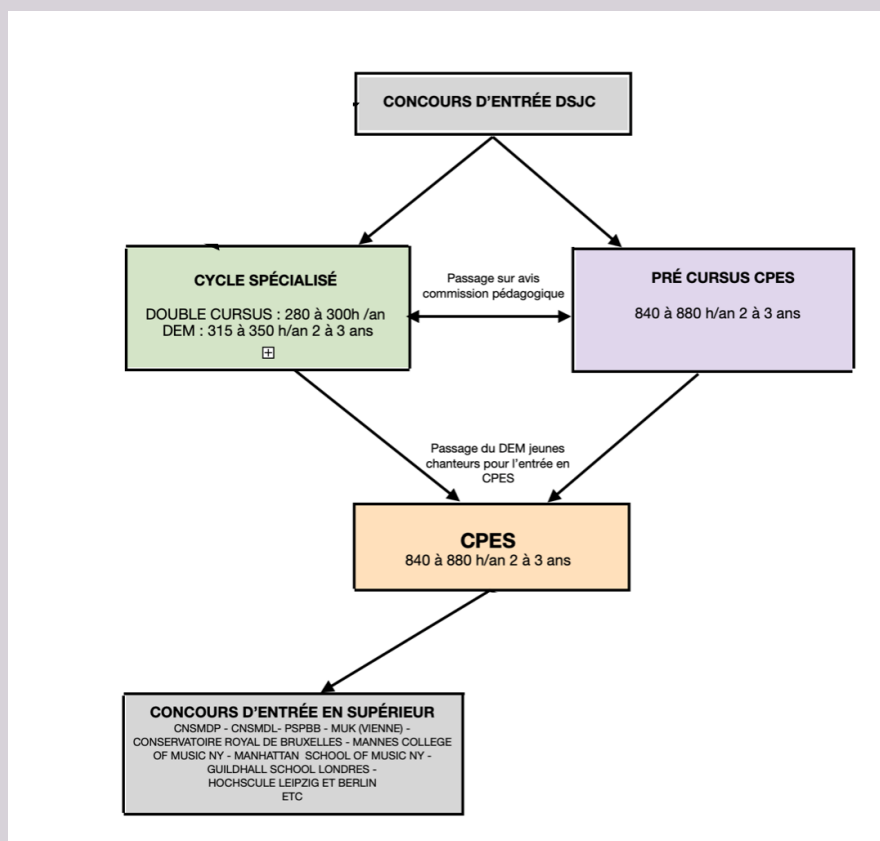 CONCOURS D'ENTRÉE DSJC
CYCLE SPÉCIALISÉ
DOUBLE CURSUS : 280 à 300h /an
DEM : 315 à 350 h/an 2 à 3 ans
Passage sur avis
commission pédagogique
PRÉ CURSUS CPES
840 à 880 h/an 2 à 3 ans
Passage du DEM jeunes
chanteurs pour l'entrée en
CPES
CPES
840 à 880 h/an 2 à 3 ans
CONCOURS D'ENTRÉE EN SUPÉRIEUR
CNSMDP - CNSMDL- PSPBB - MUK (VIENNE) -
CONSERVATOIRE ROYAL DE BRUXELLES - MANNES COLLEGE
OF MUSIC NY - MANHATTAN SCHOOL OF MUSIC NY -
GUILDHALL SCHOOL LONDRES -
HOCHSCULE LEIPZIG ET BERLIN
ETC